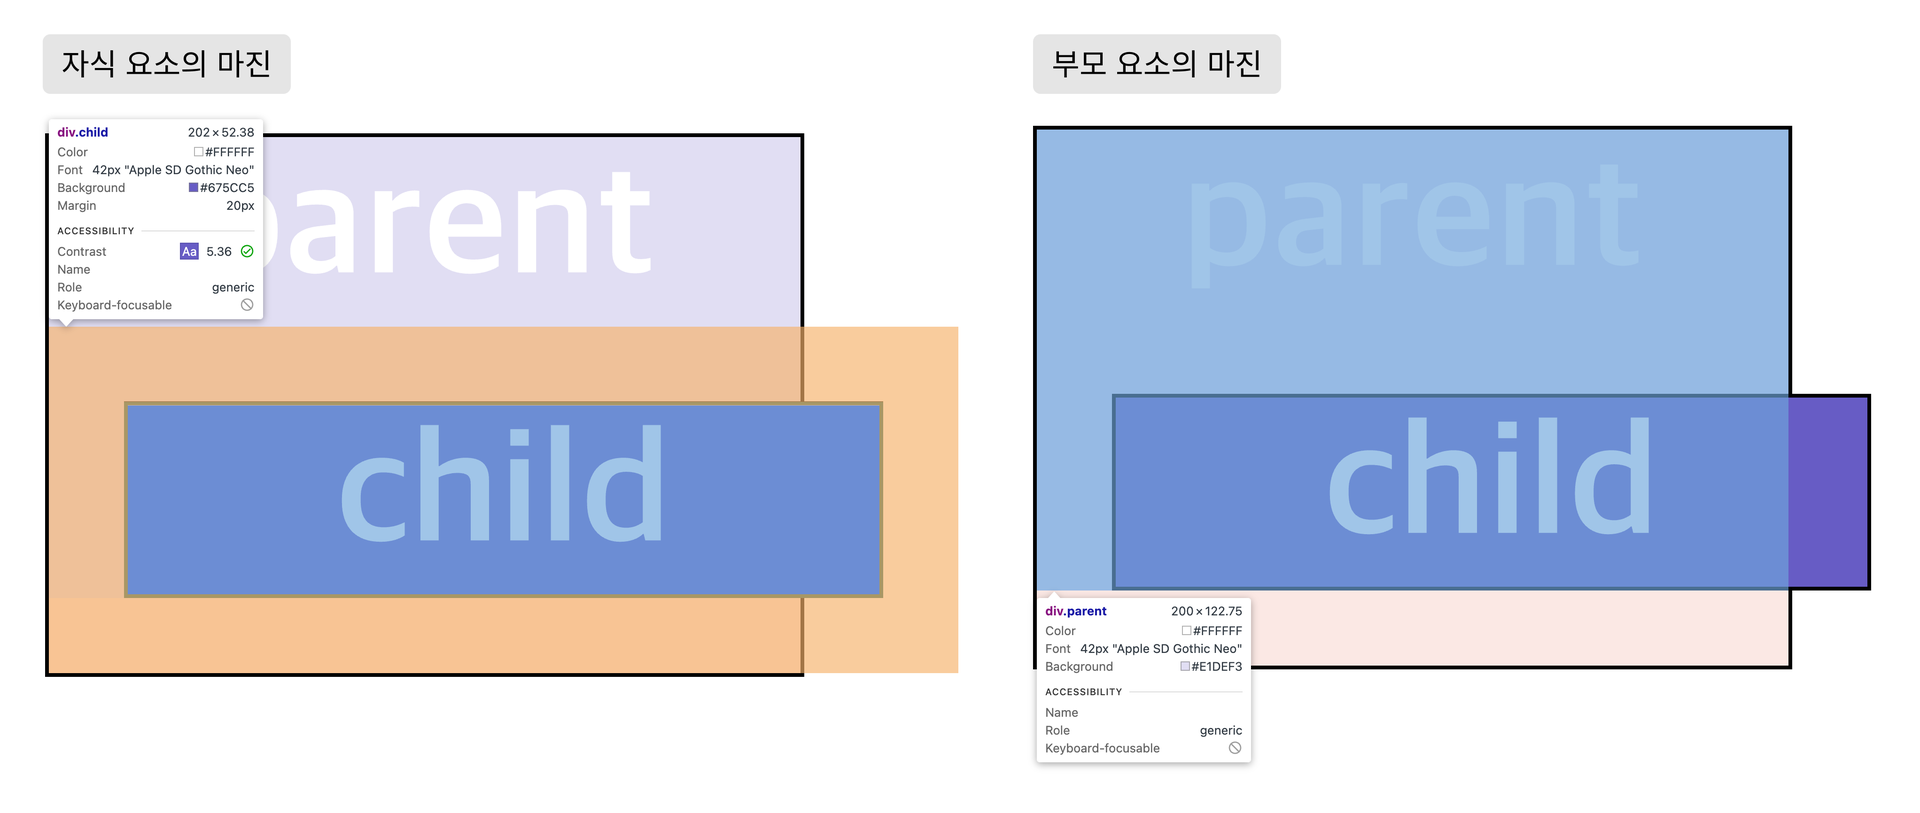 자식 요소의 마진
div.child 202 × 52.38
Color #FFFFFF
Font 42px "Apple SD Gothic Neo"
Background #675CC5
Margin 20px
ACCESSIBILITY
Contrast Aa 5.36
Name
Role generic
Keyboard-focusable
parent
child
부모 요소의 마진
parent
child
div.parent 200 × 122.75
Color #FFFFFF
Font 42px "Apple SD Gothic Neo"
Background #E1DEF3
ACCESSIBILITY
Name
Role generic
Keyboard-focusable